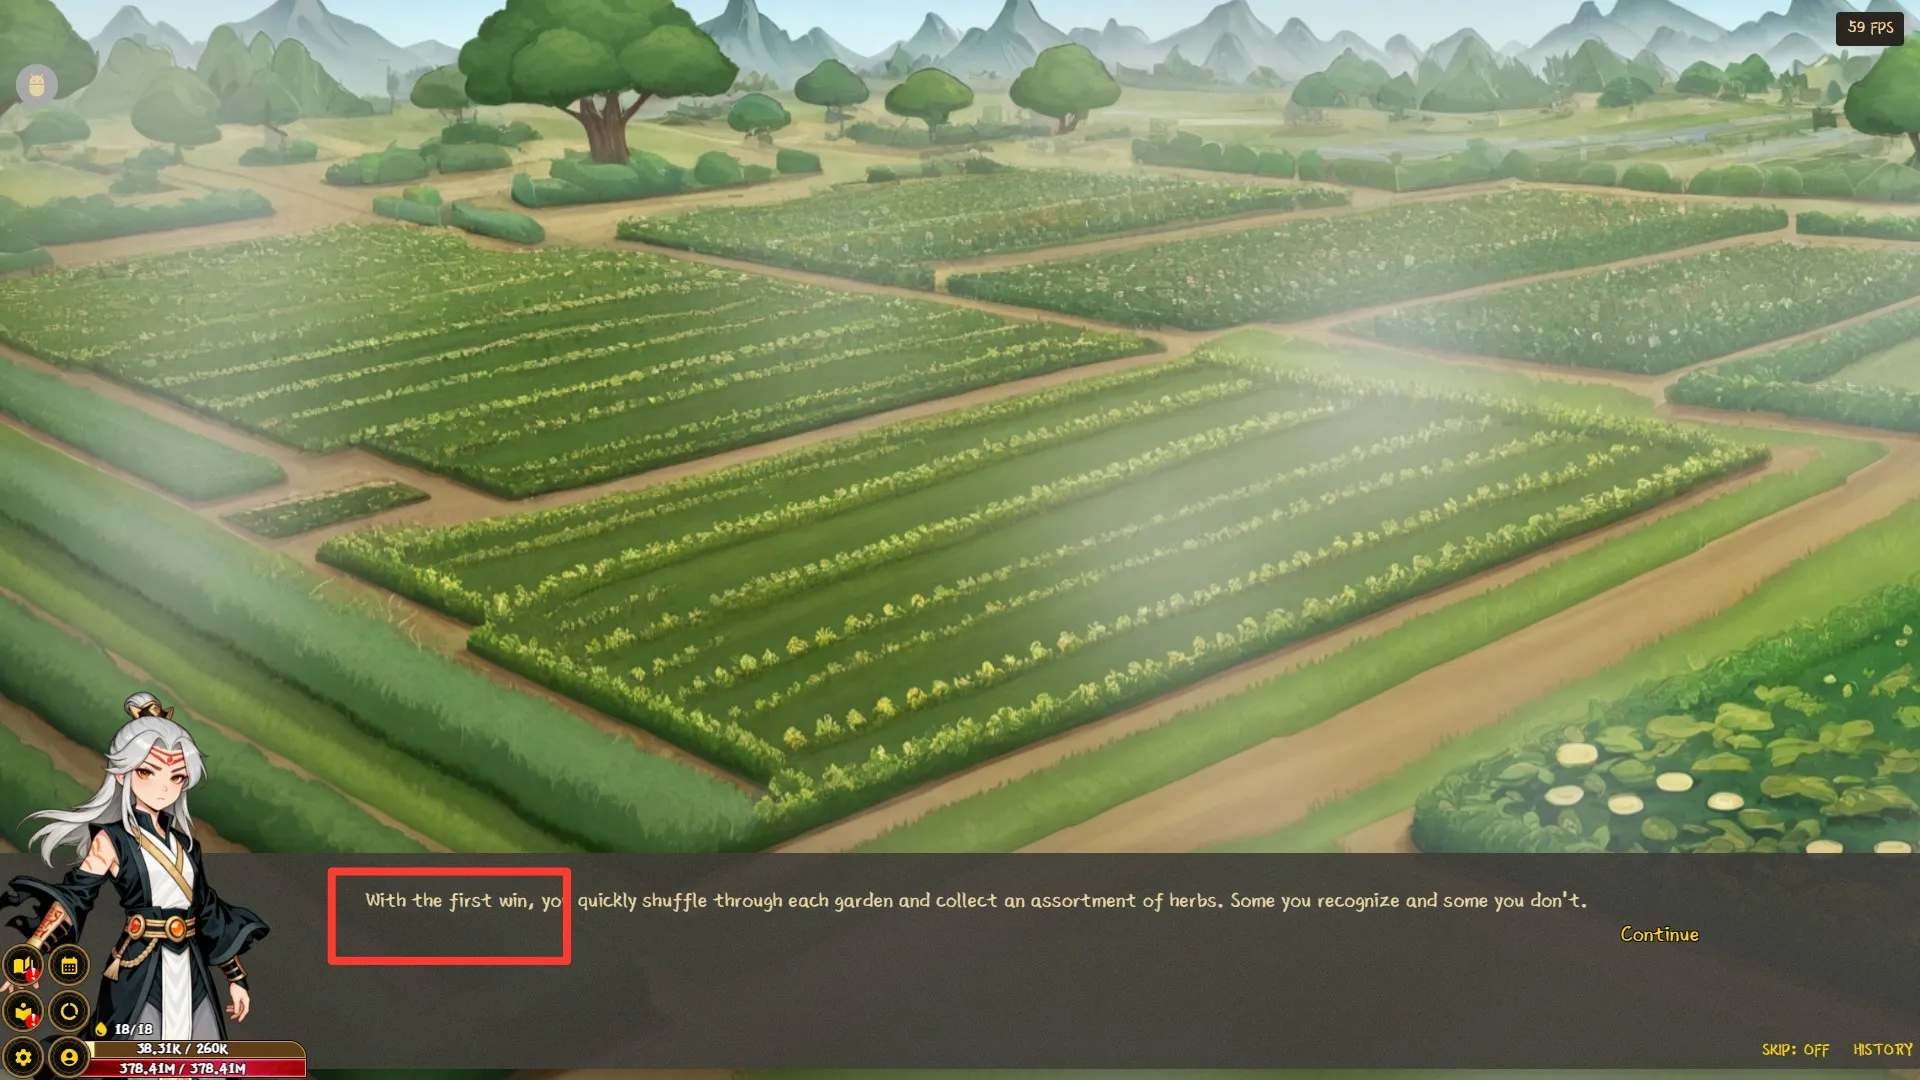 59 FPS
With the first win, you quickly shuffle through each garden and collect an assortment of herbs. Some you recognize and some you don't.
Continue
18/18
38.31K / 260K
378.41M / 378.41M
SKIP: OFF HISTORY